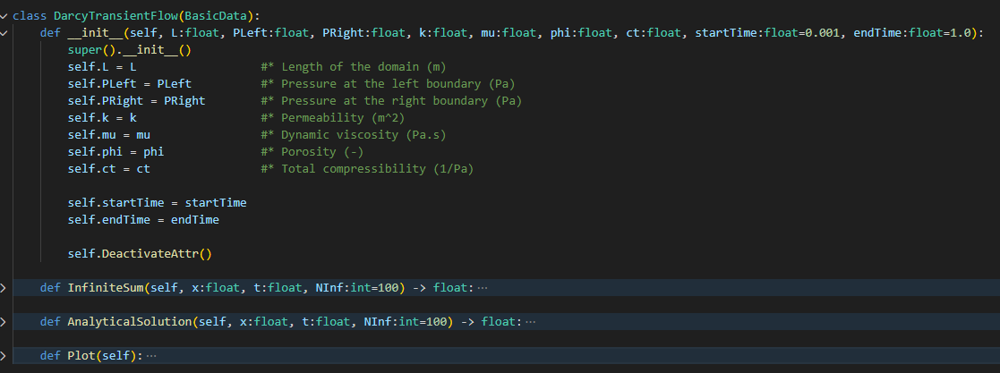 class DarcyTransientFlow(BasicData):
    def __init__(self, L:float, PLeft:float, PRight:float, k:float, mu:float, phi:float, ct:float, startTime:float=0.001, endTime:float=1.0):
        super().__init__()
        self.L = L                  #* Length of the domain (m)
        self.PLeft = PLeft          #* Pressure at the left boundary (Pa)
        self.PRight = PRight        #* Pressure at the right boundary (Pa)
        self.k = k                  #* Permeability (m^2)
        self.mu = mu                #* Dynamic viscosity (Pa.s)
        self.phi = phi              #* Porosity (-)
        self.ct = ct                #* Total compressibility (1/Pa)
        self.startTime = startTime
        self.endTime = endTime
        self.DeactivateAttr()
    def InfiniteSum(self, x:float, t:float, NInf:int=100) -> float: ···
    def AnalyticalSolution(self, x:float, t:float, NInf:int=100) -> float: ···
    def Plot(self): ···